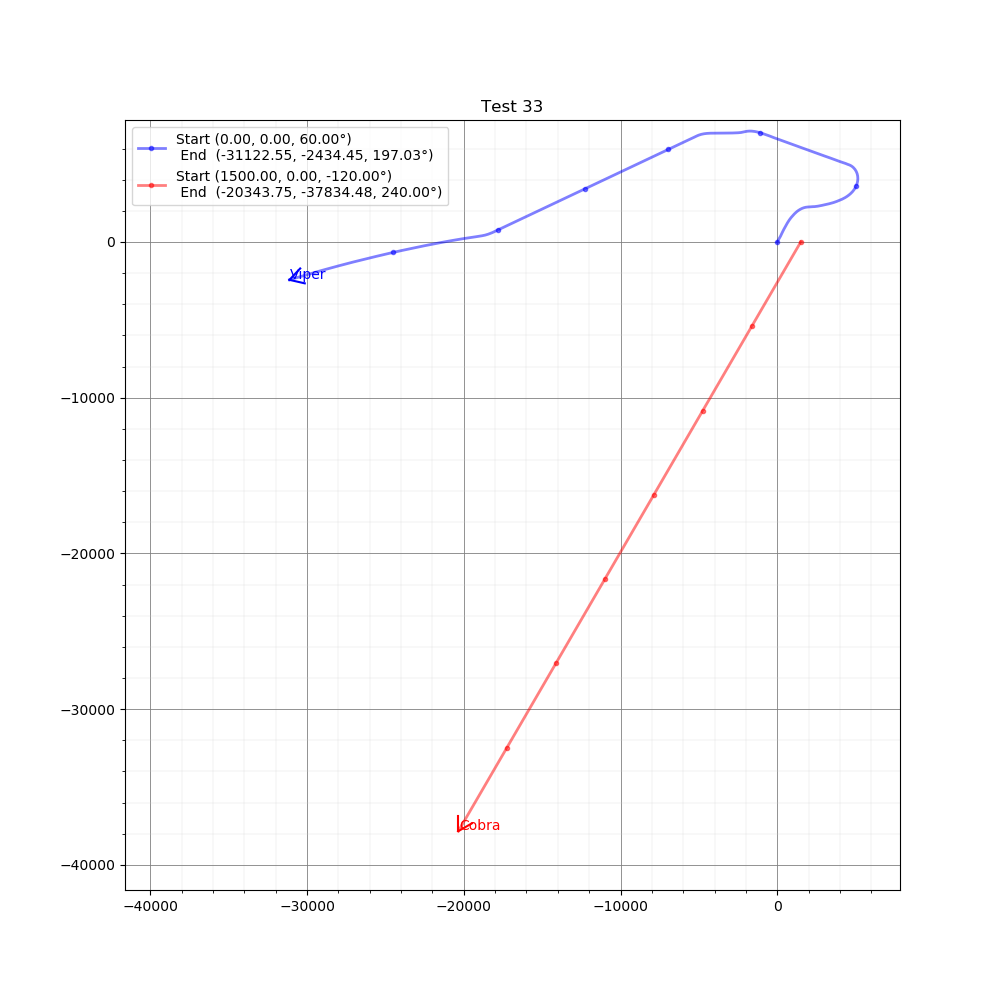 Test 33
Start (0.00, 0.00, 60.00°)
End  (-31122.55, -2434.45, 197.03°)
Start (1500.00, 0.00, -120.00°)
End  (-20343.75, -37834.48, 240.00°)
0
Viper
−10000
−20000
−30000
Cobra
−40000
−40000 −30000 −20000 −10000 0